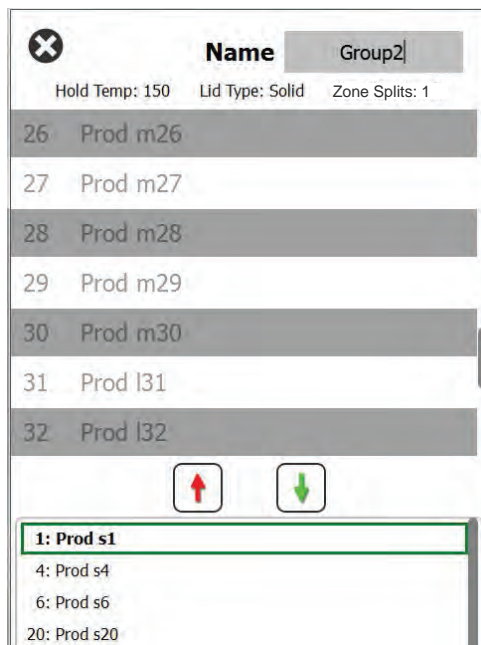 Name Group2
Hold Temp: 150 Lid Type: Solid Zone Splits: 1
26 Prod m26
27 Prod m27
28 Prod m28
29 Prod m29
30 Prod m30
31 Prod l31
32 Prod l32
1: Prod s1
4: Prod s4
6: Prod s6
20: Prod s20